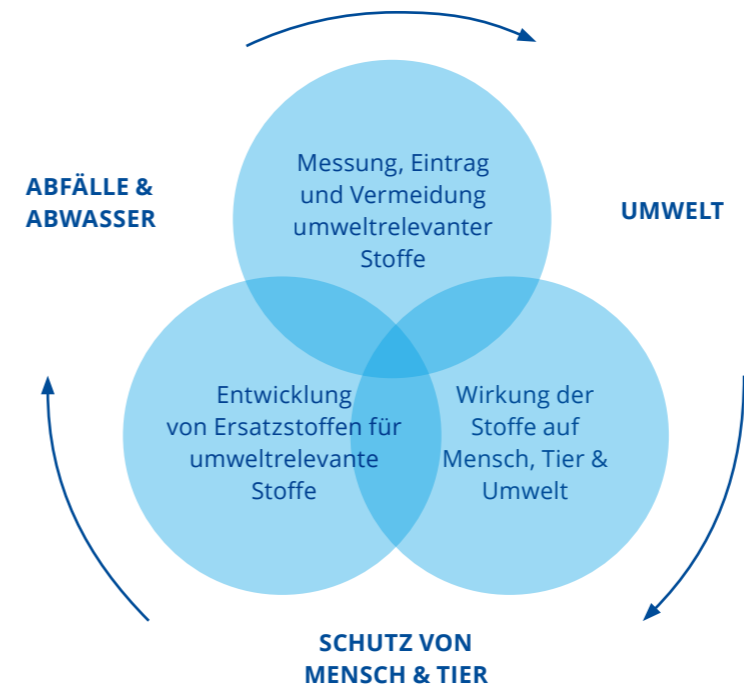 Messung, Eintrag
und Vermeidung
umweltrelevanter
Stoffe
ABFÄLLE &
ABWASSER
UMWELT
Entwicklung
von Ersatzstoffen für
umweltrelevante
Stoffe
Wirkung der
Stoffe auf
Mensch, Tier &
Umwelt
SCHUTZ VON
MENSCH & TIER